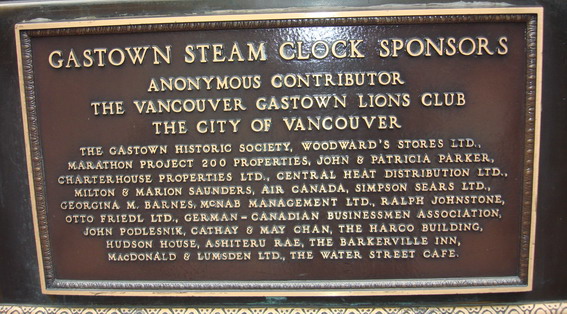 GASTOWN STEAM CLOCK SPONSORS
ANONYMOUS CONTRIBUTOR
THE VANCOUVER GASTOWN LIONS CLUB
THE CITY OF VANCOUVER
THE GASTOWN HISTORIC SOCIETY, WOODWARD'S STORES LTD.,
MARATHON PROJECT 200 PROPERTIES, JOHN & PATRICIA PARKER,
CHARTERHOUSE PROPERTIES LTD., CENTRAL HEAT DISTRIBUTION LTD.,
MILTON & MARION SAUNDERS, AIR CANADA, SIMPSON SEARS LTD.,
GEORGINA M. BARNES, MCNAB MANAGEMENT LTD., RALPH JOHNSTONE,
OTTO FRIEDL LTD., GERMAN-CANADIAN BUSINESSMEN ASSOCIATION,
JOHN PODLESNIK, CATHAY & MAY CHAN, THE HARCO BUILDING,
HUDSON HOUSE, ASHITERU RAE, THE BARKERVILLE INN,
MACDONALD & LUMSDEN LTD., THE WATER STREET CAFE.